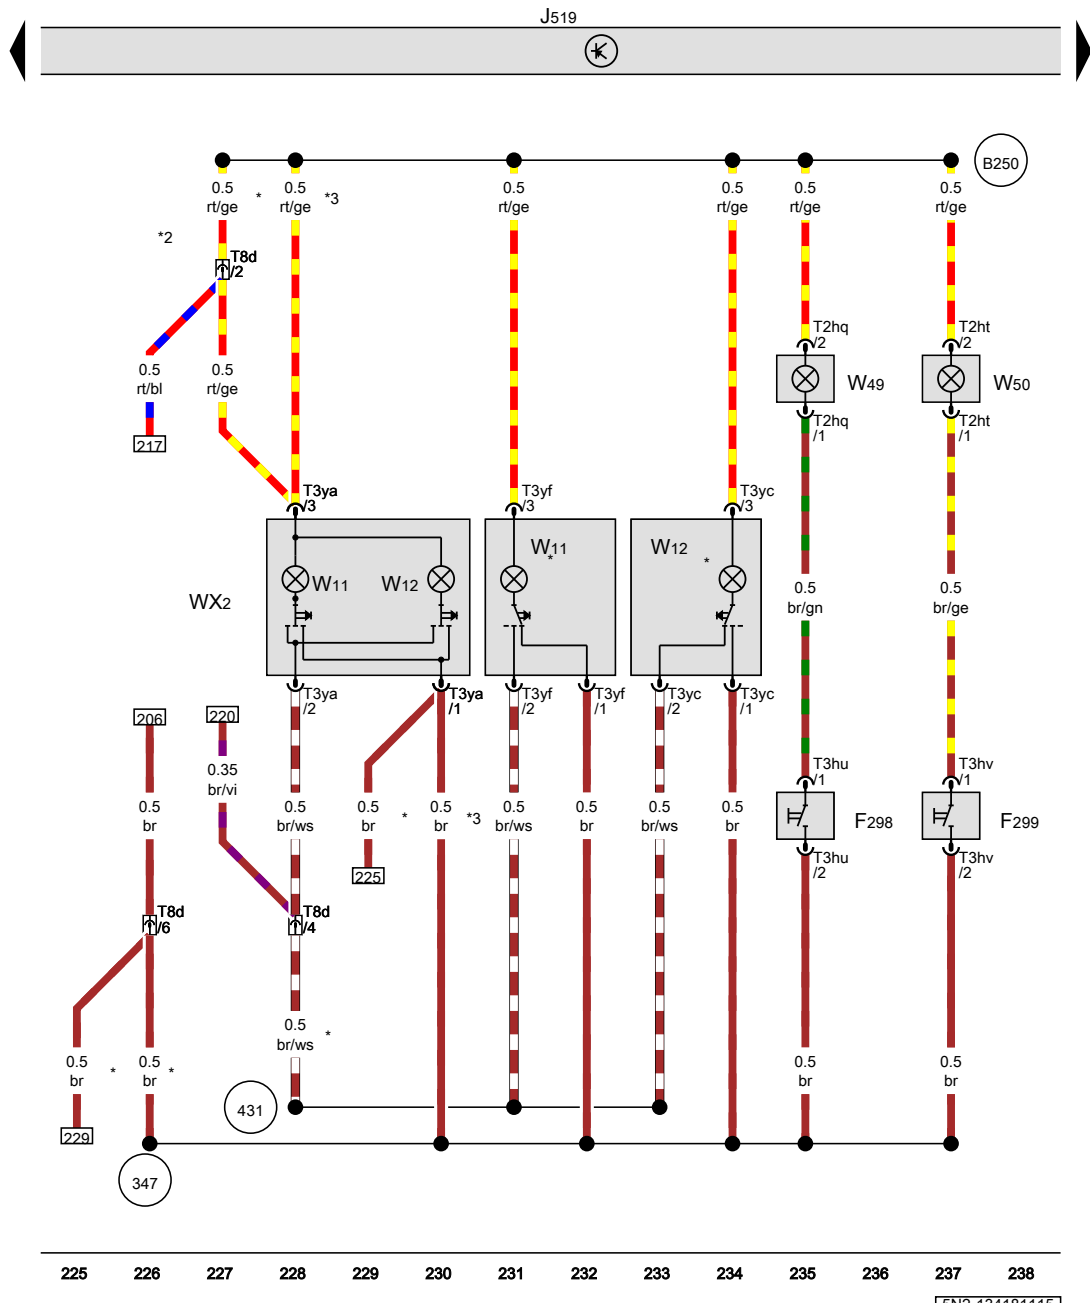 J519
B250
0.5 0.5 0.5 0.5 0.5 0.5
rt/ge * rt/ge *3 rt/ge rt/ge rt/ge rt/ge
*2
T8d
/2
T2hq T2ht
/2 /2
0.5 0.5
rt/bl rt/ge
W49 W50
T2hq T2ht
/1 /1
217
T3ya T3yf T3yc
/3 /3 /3
W11 W12
* *
WX2 W11 W12
0.5 0.5
br/gn br/ge
T3ya T3ya T3yf T3yf T3yc T3yc
/2 /1 /2 /1 /2 /1
206 220
0.35
br/vi
T3hu T3hv
/1 /1
0.5 0.5 0.5 0.5 0.5 0.5 0.5 0.5
br br/ws br * br *3 br/ws br br/ws br
F298 F299
T3hu T3hv
/2 /2
225
T8d T8d
/6 /4
0.5
br/ws *
0.5 0.5 0.5 0.5
br * br * br br
431
229
347
225 226 227 228 229 230 231 232 233 234 235 236 237 238
5N2-134181115